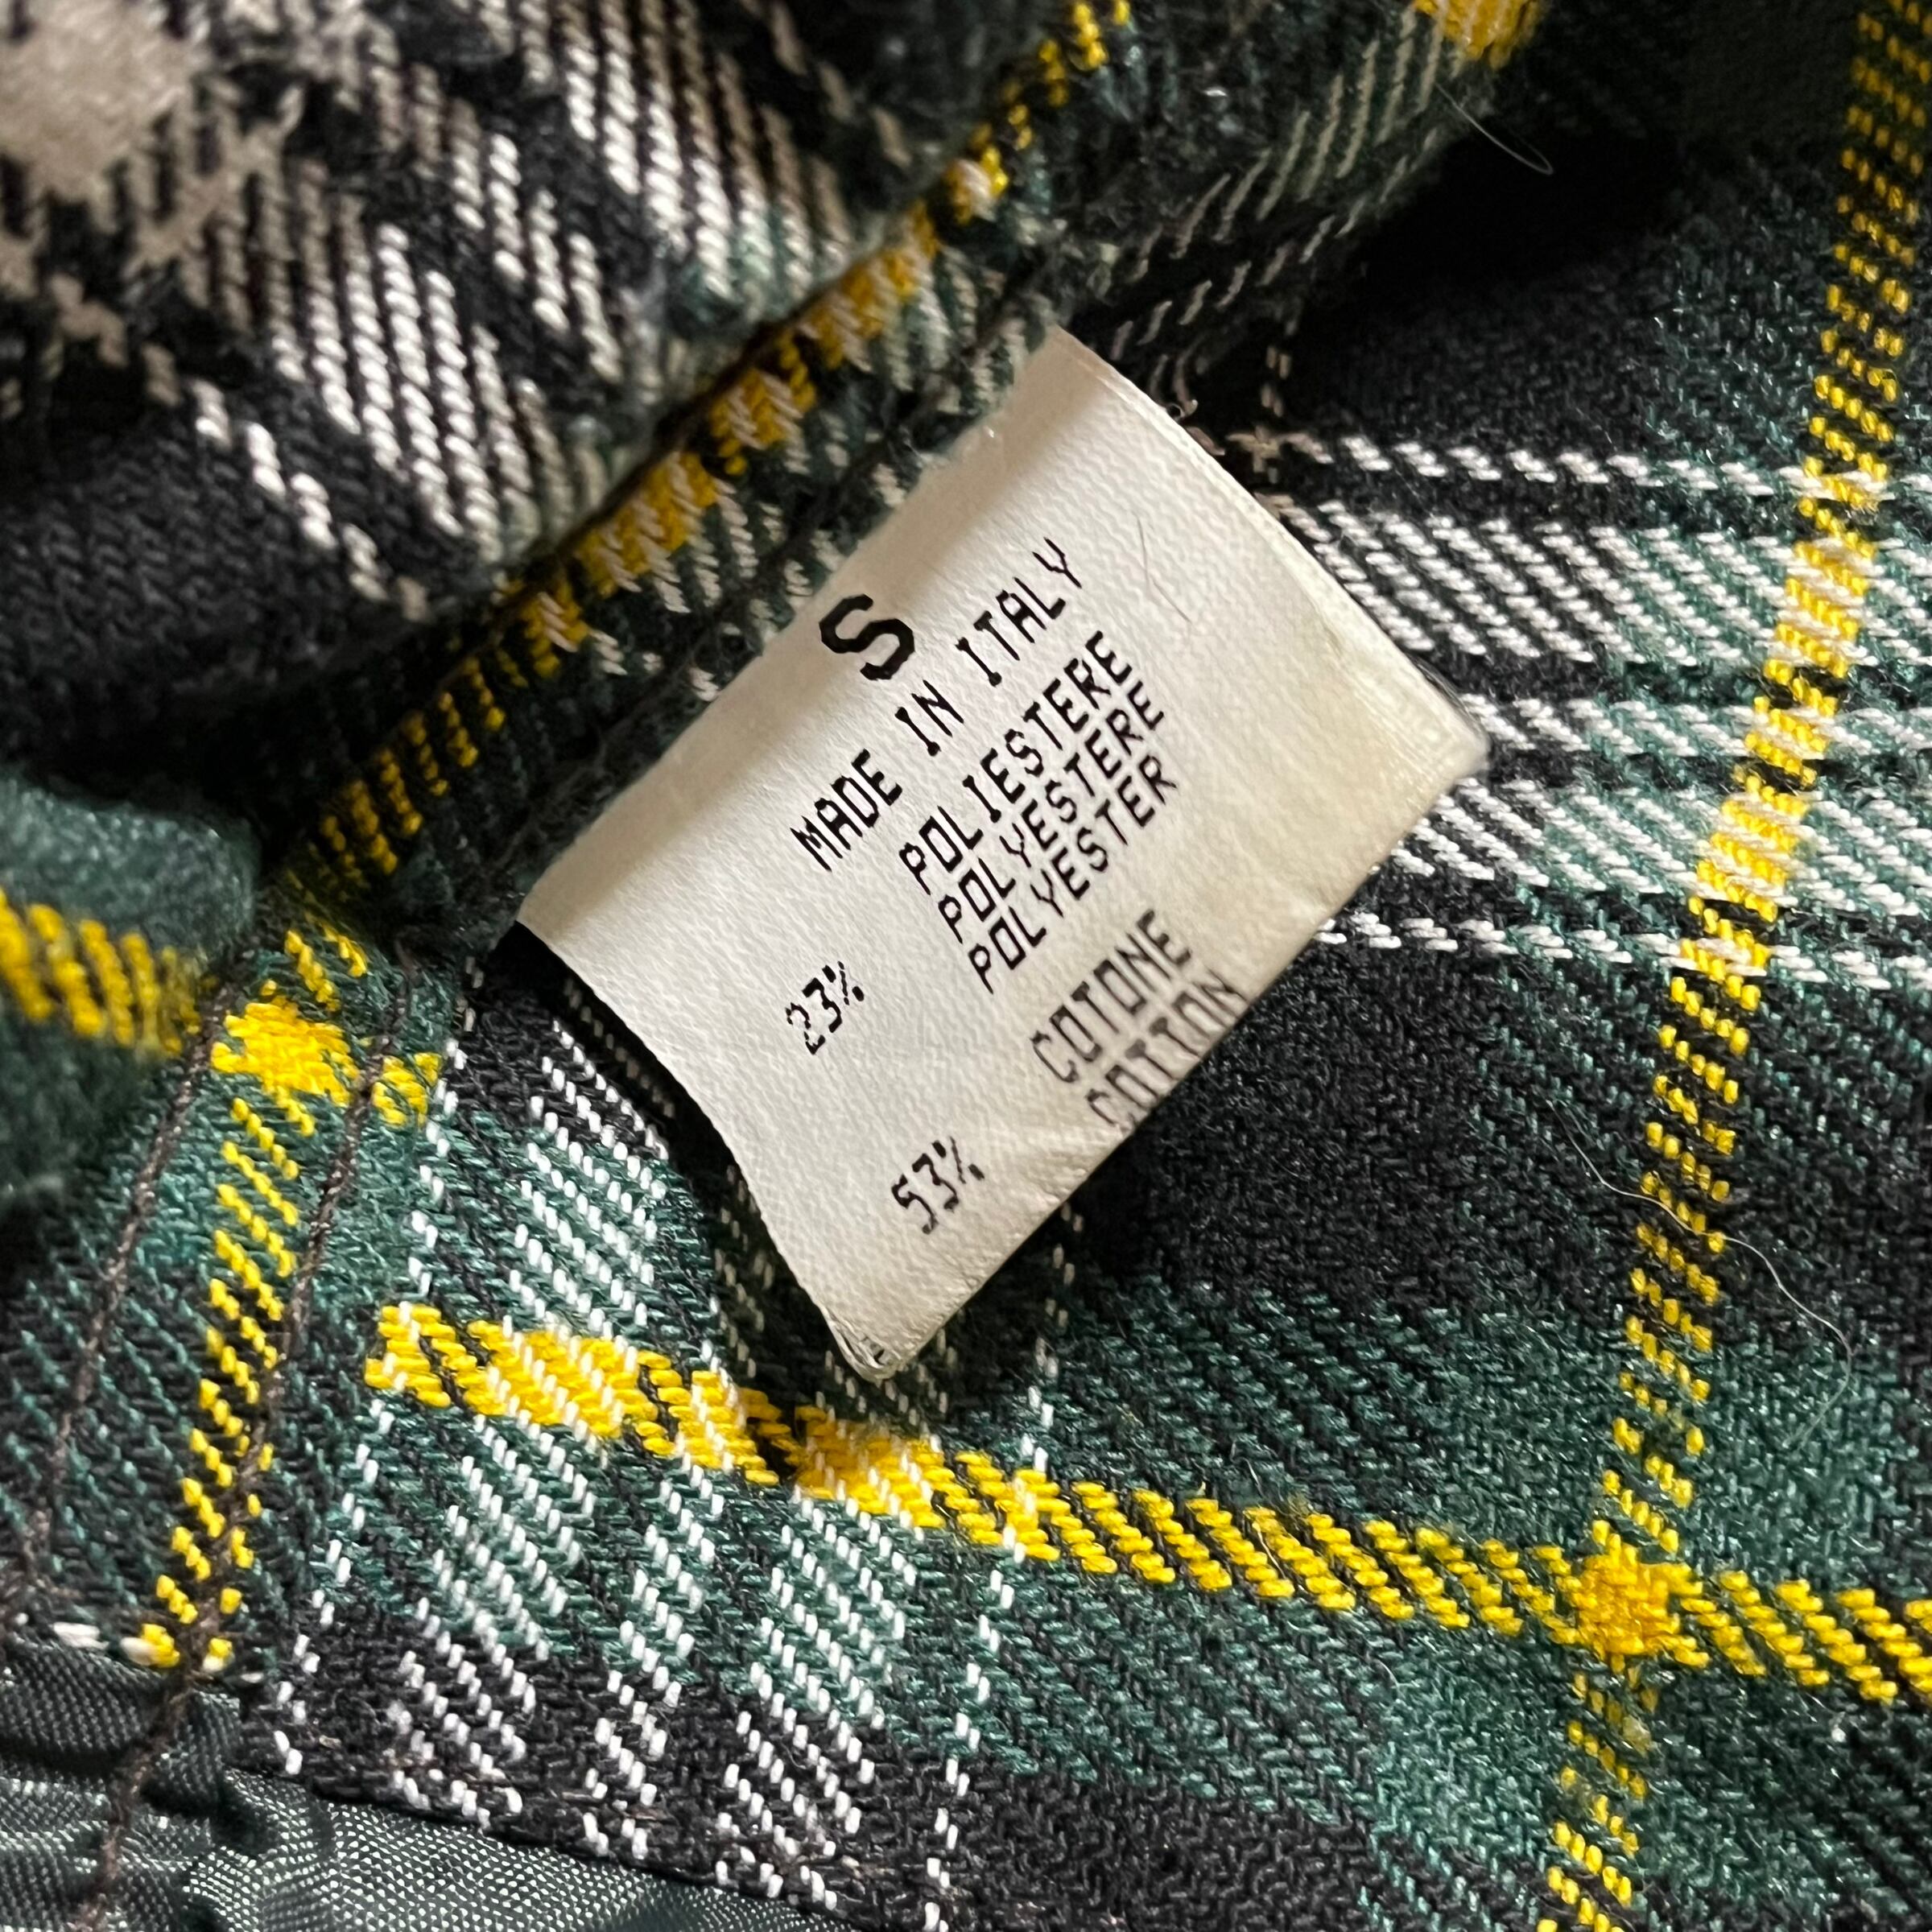 S
MADE IN ITALY
23% POLIESTERE
POLYESTERE
POLYESTER
53% COTONE
COTTON